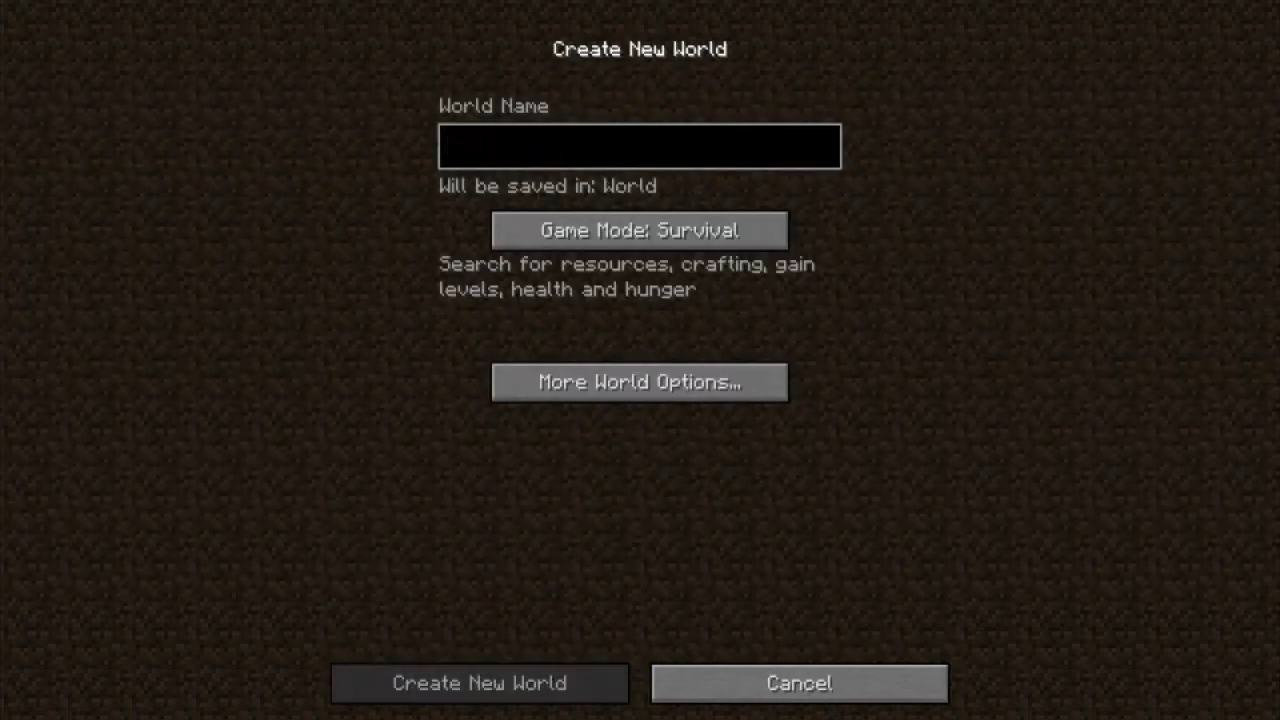 Create New World
World Name
Will be saved in: World
Game Mode: Survival
Search for resources, crafting, gain
levels, health and hunger
More World Options...
Create New World
Cancel